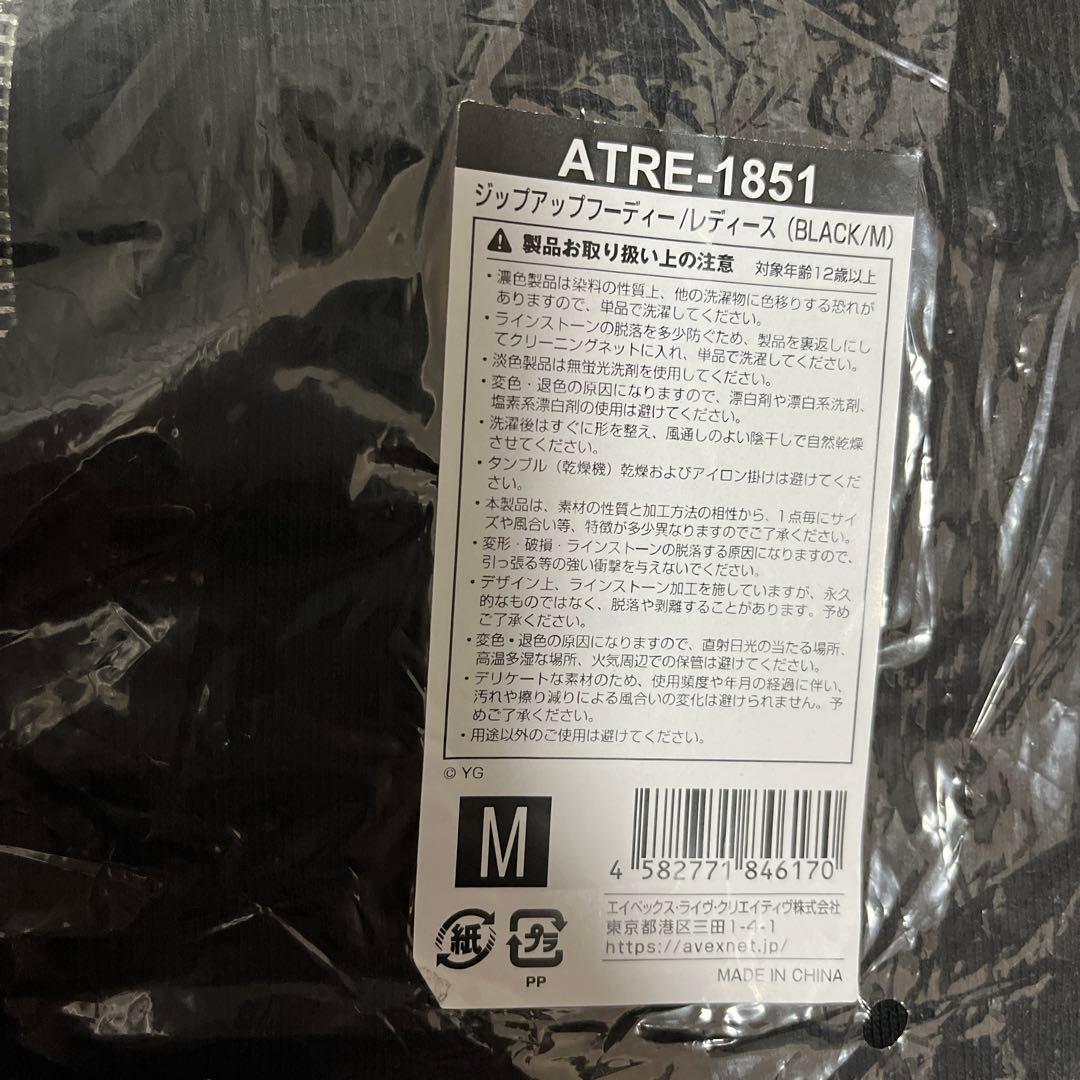 ATRE-1851
ジップアップフーディー/レディース（BLACK/M）
製品お取り扱い上の注意 対象年齢12歳以上
・濃色製品は染料の性質上、他の洗濯物に色移りする恐れが
ありますので、単品で洗濯してください。
・ラインストーンの脱落を多少防ぐため、製品を裏返しにし
てクリーニングネットに入れ、単品で洗濯してください。
・淡色製品は無蛍光洗剤を使用してください。
・変色・退色の原因になりますので、漂白剤や漂白系洗剤、
塩素系漂白剤の使用は避けてください。
・洗濯後はすぐに形を整え、風通しのよい陰干しで自然乾燥
させてください。
・タンブル（乾燥機）乾燥およびアイロン掛けは避けてくだ
さい。
・本製品は、素材の性質と加工方法の相性から、1点毎にサイ
ズや風合い等、特徴が多少異なりますのでご了承ください。
・変形・破損・ラインストーンの脱落する原因になりますので、
引っ張る等の強い衝撃を与えないでください。
・デザイン上、ラインストーン加工を施していますが、永久
的なものではなく、脱落や剥離することがあります。予め
ご了承ください。
・変色・退色の原因になりますので、直射日光の当たる場所、
高温多湿な場所、火気周辺での保管は避けてください。
・デリケートな素材のため、使用頻度や年月の経過に伴い、
汚れや擦り減りによる風合いの変化は避けられません。予
めご了承ください。
・用途以外のご使用は避けてください。
© YG
M
4 582771 846170
エイベックス・ライヴ・クリエイティヴ株式会社
東京都港区三田1-4-1
https://avexnet.jp/
紙 プラ
PP
MADE IN CHINA